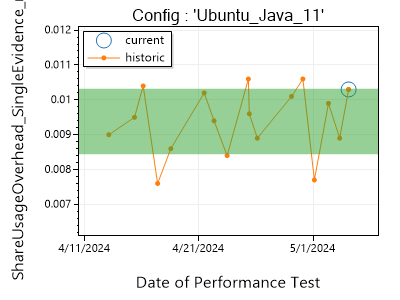 Config : 'Ubuntu_Java_11'
ShareUsageOverhead_SingleEvidence_
0.012
0.011
0.01
0.009
0.008
0.007
current
historic
4/11/2024
4/21/2024
5/1/2024
Date of Performance Test